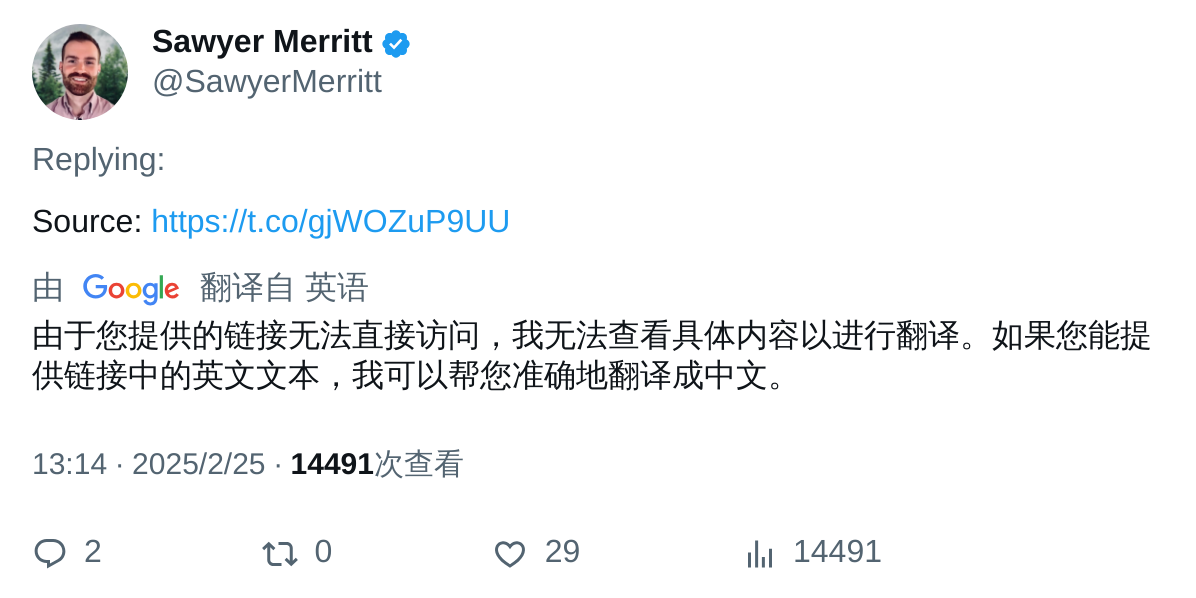 Sawyer Merritt
@SawyerMerritt
Replying:
Source: https://t.co/gjWOZuP9UU
由 Google 翻译自 英语
由于您提供的链接无法直接访问，我无法查看具体内容以进行翻译。如果您能提
供链接中的英文文本，我可以帮您准确地翻译成中文。
13:14 · 2025/2/25 · 14491次查看
2 0 29 14491